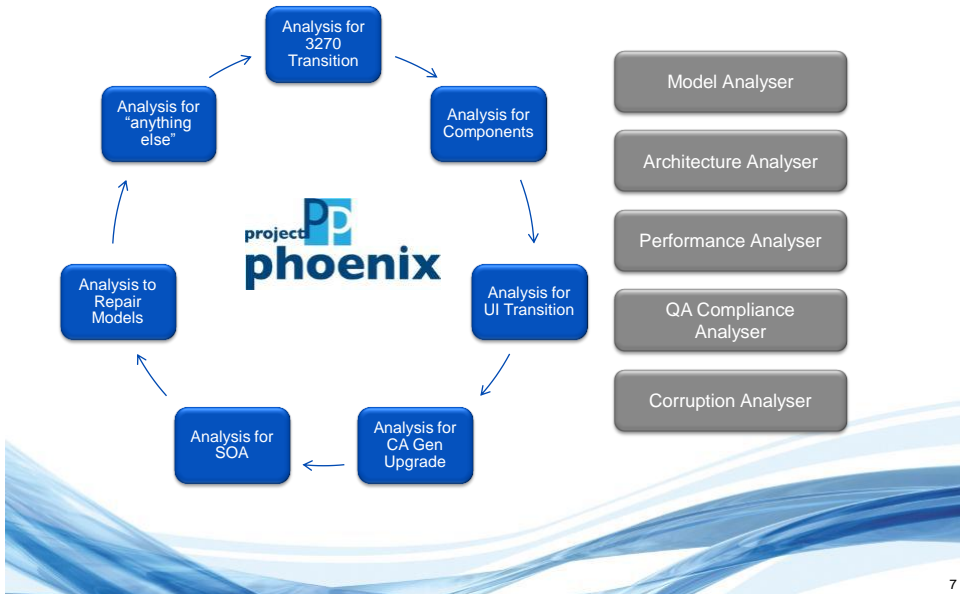 Analysis for
3270
Transition
Analysis for
Components
Analysis for
UI Transition
Analysis for
CA Gen
Upgrade
Analysis for
SOA
Analysis to
Repair
Models
Analysis for
“anything
else”
PP
project
phoenix
Model Analyser
Architecture Analyser
Performance Analyser
QA Compliance
Analyser
Corruption Analyser
7